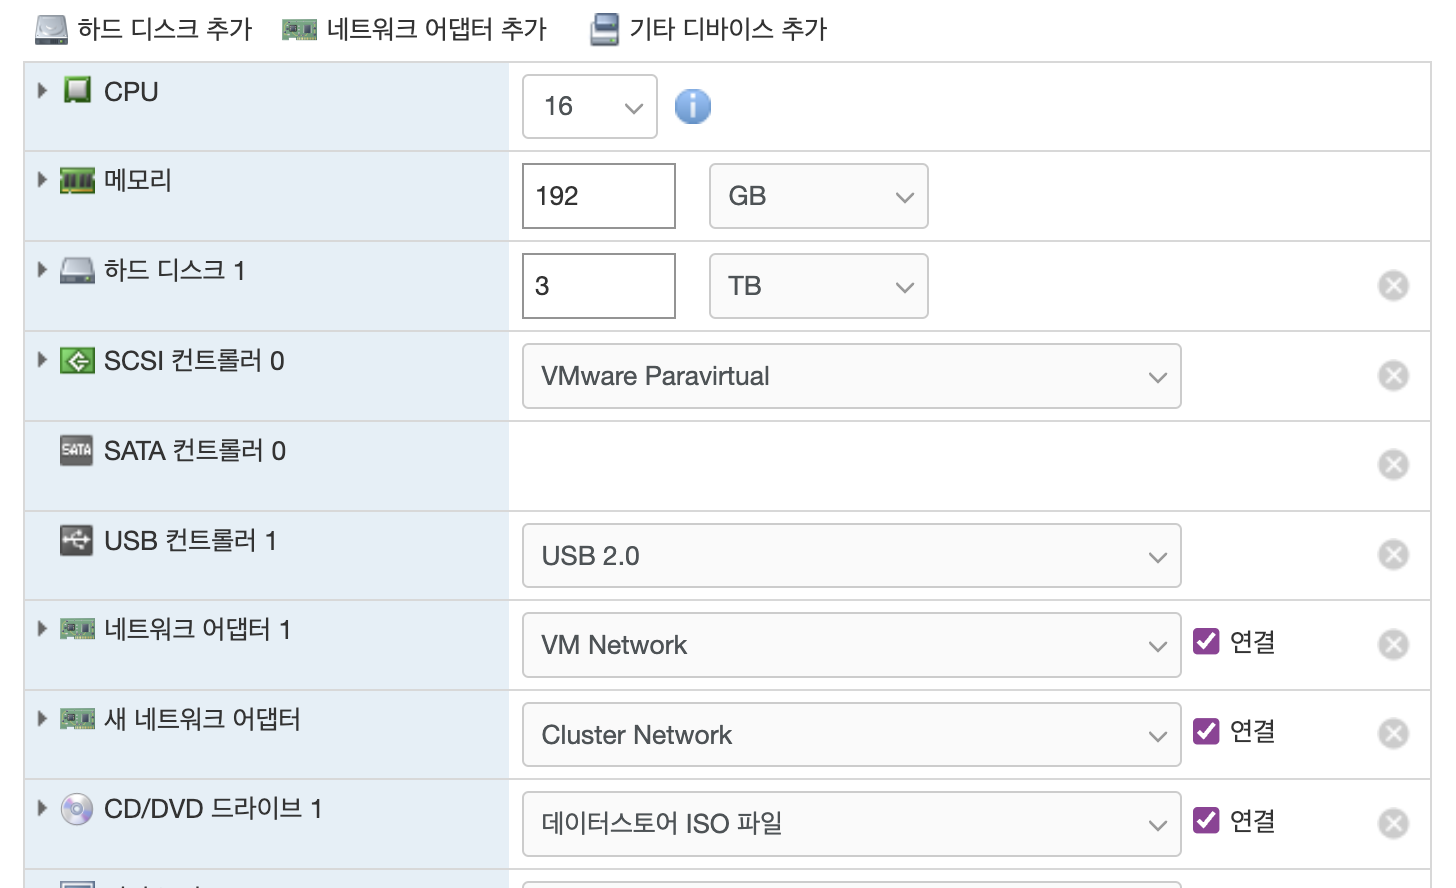 하드 디스크 추가 네트워크 어댑터 추가 기타 디바이스 추가
CPU 16
메모리 192 GB
하드 디스크 1 3 TB
SCSI 컨트롤러 0 VMware Paravirtual
SATA SATA 컨트롤러 0
USB 컨트롤러 1 USB 2.0
네트워크 어댑터 1 VM Network 연결
새 네트워크 어댑터 Cluster Network 연결
CD/DVD 드라이브 1 데이터스토어 ISO 파일 연결